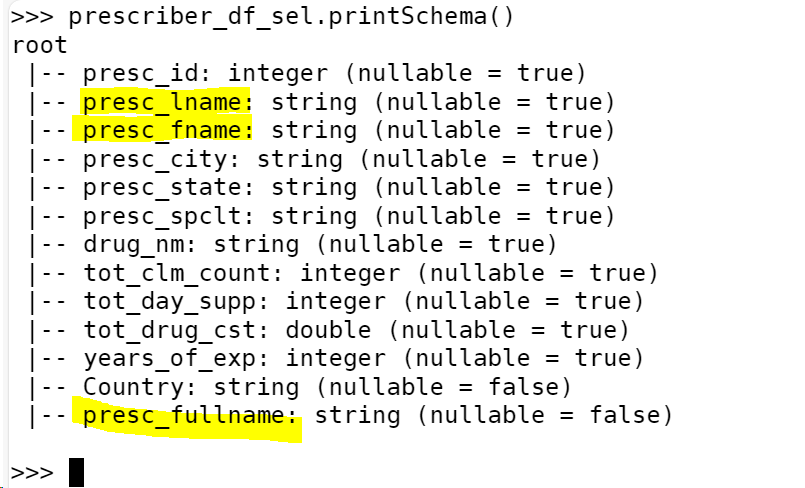 >>> prescriber_df_sel.printSchema()
root
 |-- presc_id: integer (nullable = true)
 |-- presc_lname: string (nullable = true)
 |-- presc_fname: string (nullable = true)
 |-- presc_city: string (nullable = true)
 |-- presc_state: string (nullable = true)
 |-- presc_spclt: string (nullable = true)
 |-- drug_nm: string (nullable = true)
 |-- tot_clm_count: integer (nullable = true)
 |-- tot_day_supp: integer (nullable = true)
 |-- tot_drug_cst: double (nullable = true)
 |-- years_of_exp: integer (nullable = true)
 |-- Country: string (nullable = false)
 |-- presc_fullname: string (nullable = false)
>>>